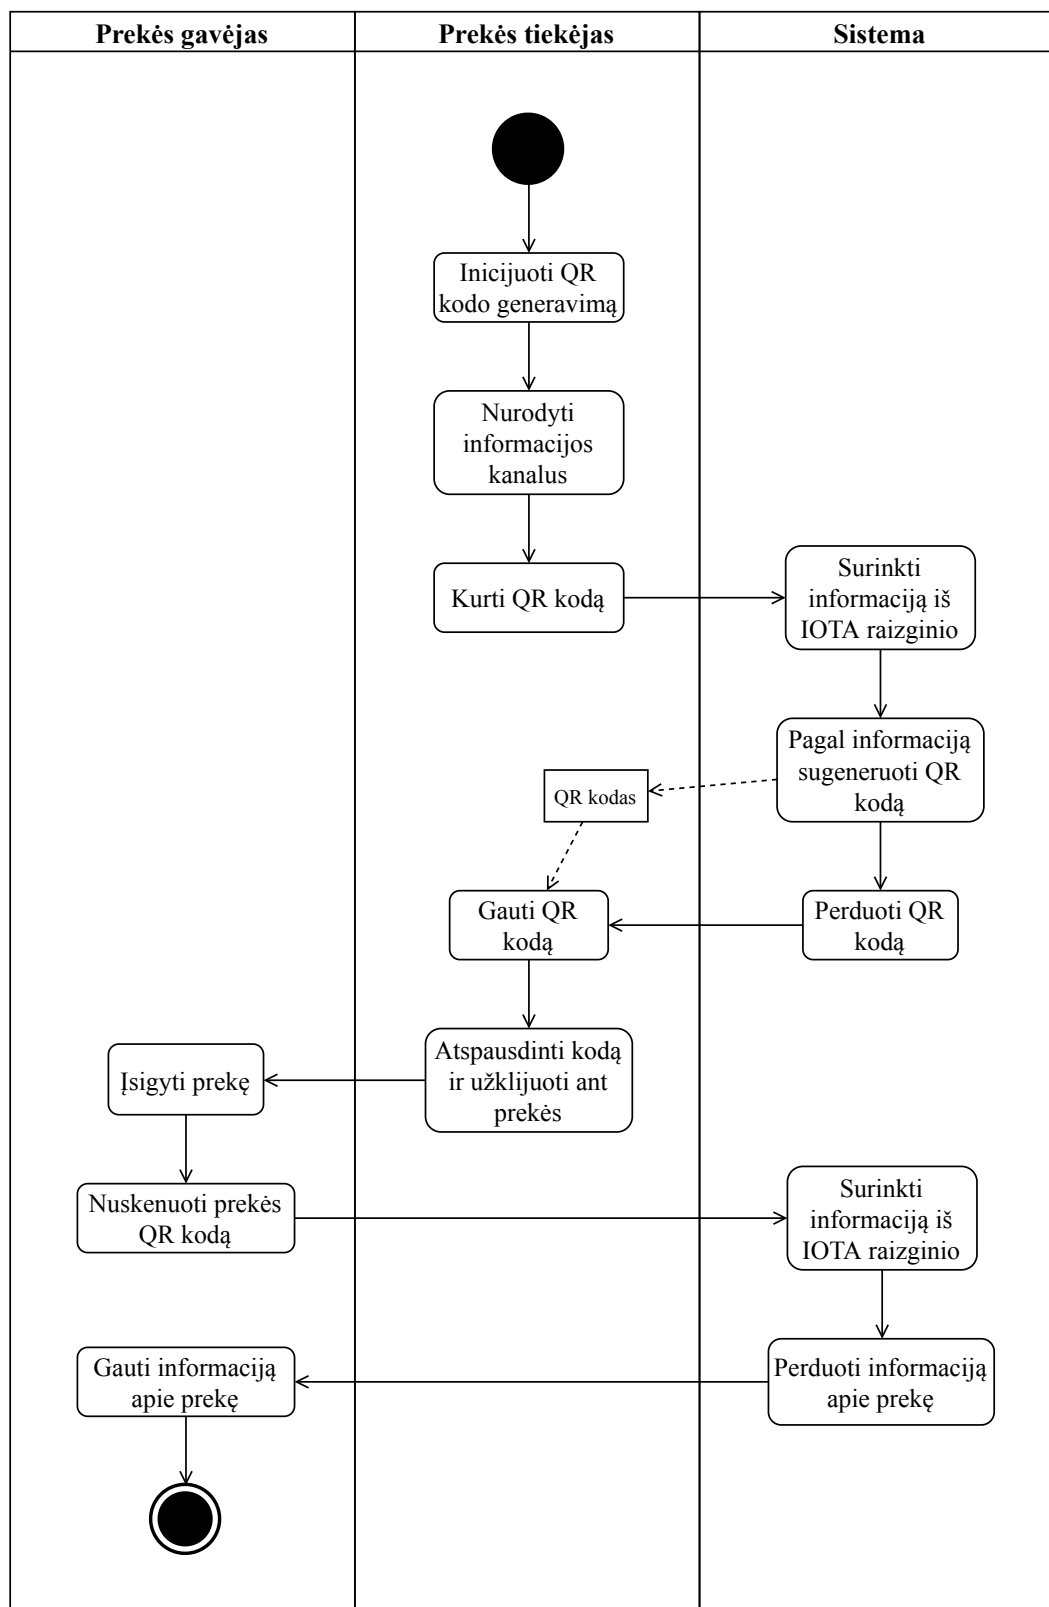 Prekės gavėjas
Prekės tiekėjas
Sistema
Inicijuoti QR
kodo generavimą
Nurodyti
informacijos
kanalus
Kurti QR kodą
Surinkti
informaciją iš
IOTA raizginio
Pagal informaciją
sugeneruoti QR
kodą
QR kodas
Gauti QR
kodą
Perduoti QR
kodą
Atspausdinti kodą
ir užklijuoti ant
prekės
Įsigyti prekę
Nuskenuoti prekės
QR kodą
Surinkti
informaciją iš
IOTA raizginio
Gauti informaciją
apie prekę
Perduoti informaciją
apie prekę